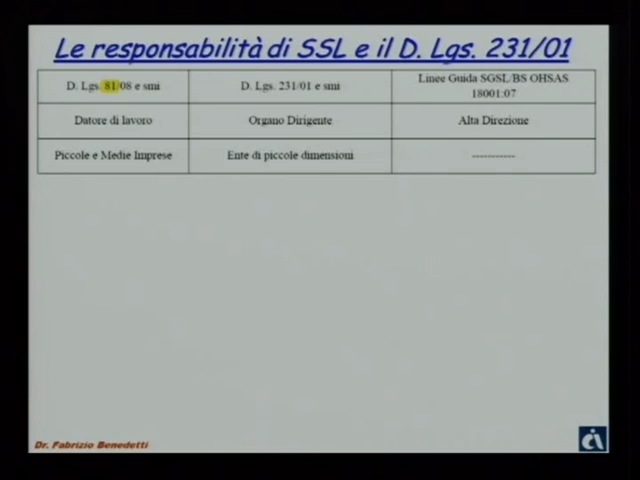 Le responsabilità di SSL e il D. Lgs. 231/01
D. Lgs. 81/08 e smi
D. Lgs. 231/01 e smi
Linee Guida SGSL/BS OHSAS
18001:07
Datore di lavoro
Organo Dirigente
Alta Direzione
Piccole e Medie Imprese
Ente di piccole dimensioni
-----------
Dr. Fabrizio Benedetti